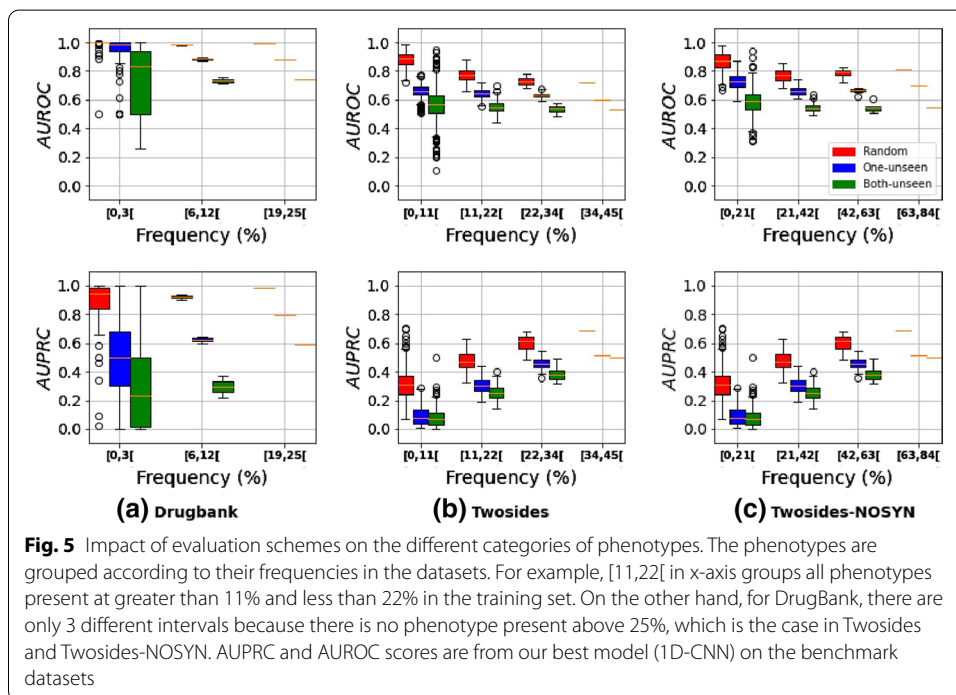 AUROC
1.0
0.8
0.6
0.4
0.2
0.0
[0,3[ [6,12[ [19,25[
Frequency (%)
AUROC
1.0
0.8
0.6
0.4
0.2
0.0
[0,11[ [11,22[ [22,34[ [34,45[
Frequency (%)
AUROC
1.0
0.8
0.6
0.4
0.2
0.0
Random
One-unseen
Both-unseen
[0,21[ [21,42[ [42,63[ [63,84[
Frequency (%)
AUPRC
1.0
0.8
0.6
0.4
0.2
0.0
[0,3[ [6,12[ [19,25[
Frequency (%)
AUPRC
1.0
0.8
0.6
0.4
0.2
0.0
[0,11[ [11,22[ [22,34[ [34,45[
Frequency (%)
AUPRC
1.0
0.8
0.6
0.4
0.2
0.0
[0,21[ [21,42[ [42,63[ [63,84[
Frequency (%)
(a) Drugbank
(b) Twosides
(c) Twosides-NOSYN
Fig. 5 Impact of evaluation schemes on the different categories of phenotypes. The phenotypes are
grouped according to their frequencies in the datasets. For example, [11,22[ in x-axis groups all phenotypes
present at greater than 11% and less than 22% in the training set. On the other hand, for DrugBank, there are
only 3 different intervals because there is no phenotype present above 25%, which is the case in Twosides
and Twosides-NOSYN. AUPRC and AUROC scores are from our best model (1D-CNN) on the benchmark
datasets